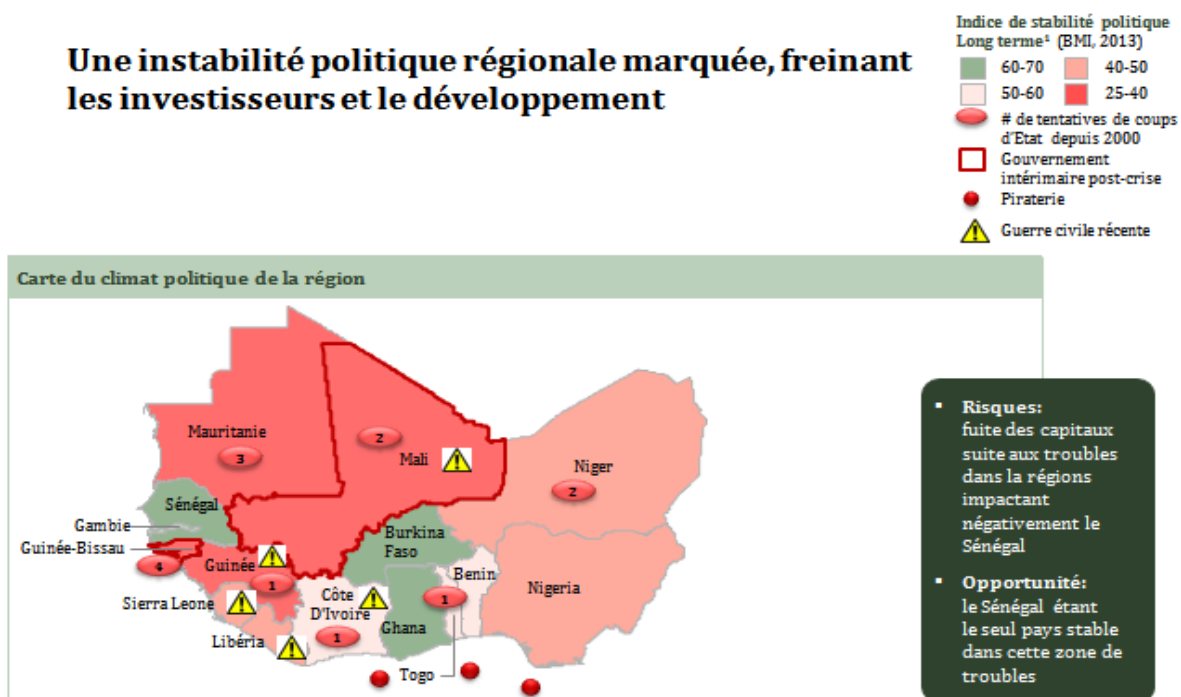 Une instabilité politique régionale marquée, freinant
les investisseurs et le développement
Indice de stabilité politique
Long terme¹ (BMI, 2013)
60-70
40-50
50-60
25-40
# de tentatives de coups
d’Etat depuis 2000
Gouvernement
intérimaire post-crise
Piraterie
Guerre civile récente
Carte du climat politique de la région
Mauritanie
3
2
Mali
Niger
2
Sénégal
Gambie
Guinée-Bissau
4
Guinée
1
Sierra Leone
Libéria
Côte
D'Ivoire
1
Burkina
Faso
Ghana
Benin
1
Togo
Nigeria
▪ Risques:
fuite des capitaux
suite aux troubles
dans la régions
impactant
négativement le
Sénégal
▪ Opportunité:
le Sénégal étant
le seul pays stable
dans cette zone de
troubles